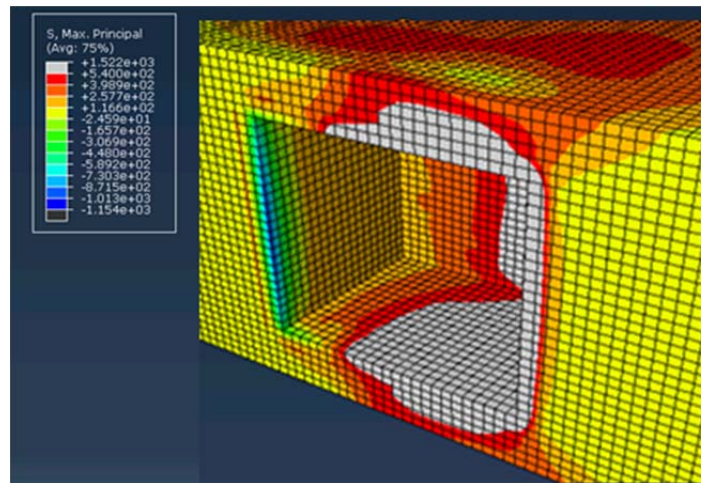 S, Max. Principal
(Avg: 75%)
+1.522e+03
+5.400e+02
+3.989e+02
+2.577e+02
+1.166e+02
-2.459e+01
-1.657e+02
-3.069e+02
-4.480e+02
-5.892e+02
-7.303e+02
-8.715e+02
-1.013e+03
-1.154e+03